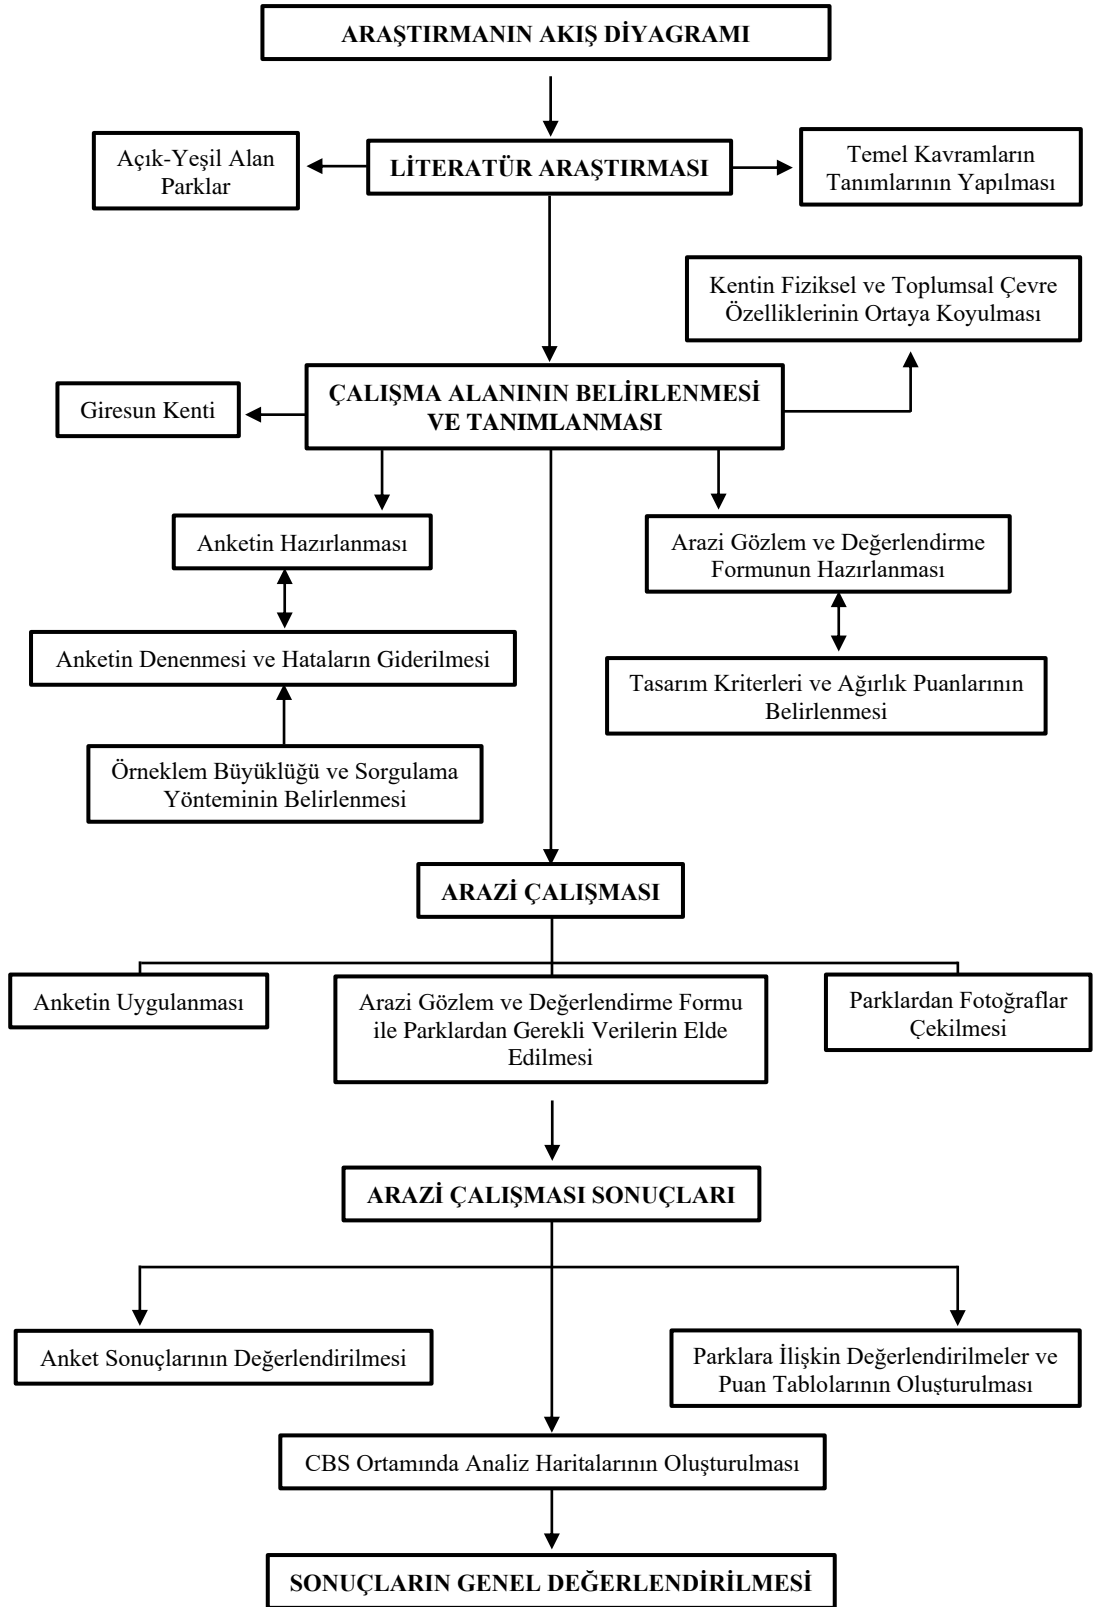 ARAŞTIRMANIN AKIŞ DİYAGRAMI
Açık-Yeşil Alan
Parklar
LİTERATÜR ARAŞTIRMASI
Temel Kavramların
Tanımlarının Yapılması
Kentin Fiziksel ve Toplumsal Çevre
Özelliklerinin Ortaya Koyulması
Giresun Kenti
ÇALIŞMA ALANININ BELİRLENMESİ
VE TANIMLANMASI
Anketin Hazırlanması
Arazi Gözlem ve Değerlendirme
Formunun Hazırlanması
Anketin Denenmesi ve Hataların Giderilmesi
Tasarım Kriterleri ve Ağırlık Puanlarının
Belirlenmesi
Örneklem Büyüklüğü ve Sorgulama
Yönteminin Belirlenmesi
ARAZİ ÇALIŞMASI
Anketin Uygulanması
Arazi Gözlem ve Değerlendirme Formu
ile Parklardan Gerekli Verilerin Elde
Edilmesi
Parklardan Fotoğraflar
Çekilmesi
ARAZİ ÇALIŞMASI SONUÇLARI
Anket Sonuçlarının Değerlendirilmesi
Parklara İlişkin Değerlendirilmeler ve
Puan Tablolarının Oluşturulması
CBS Ortamında Analiz Haritalarının Oluşturulması
SONUÇLARIN GENEL DEĞERLENDİRİLMESİ